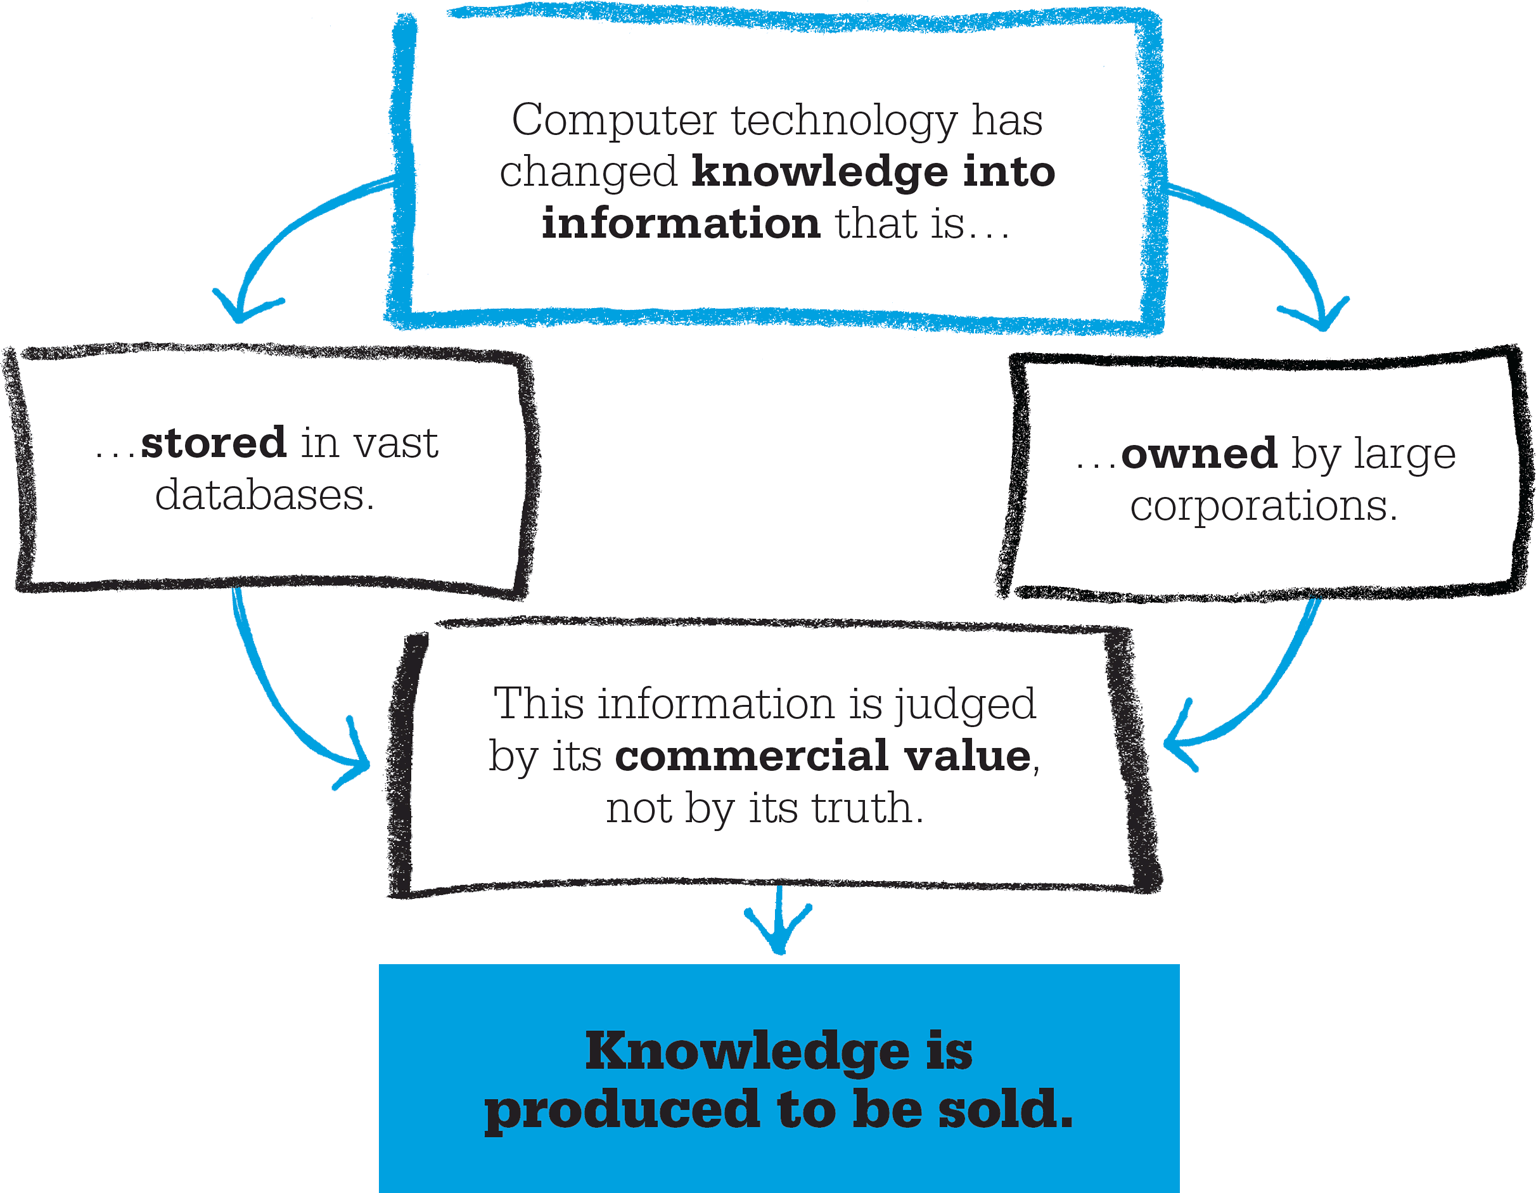 Computer technology has
changed knowledge into
information that is…
…stored in vast
databases.
…owned by large
corporations.
This information is judged
by its commercial value,
not by its truth.
Knowledge is
produced to be sold.